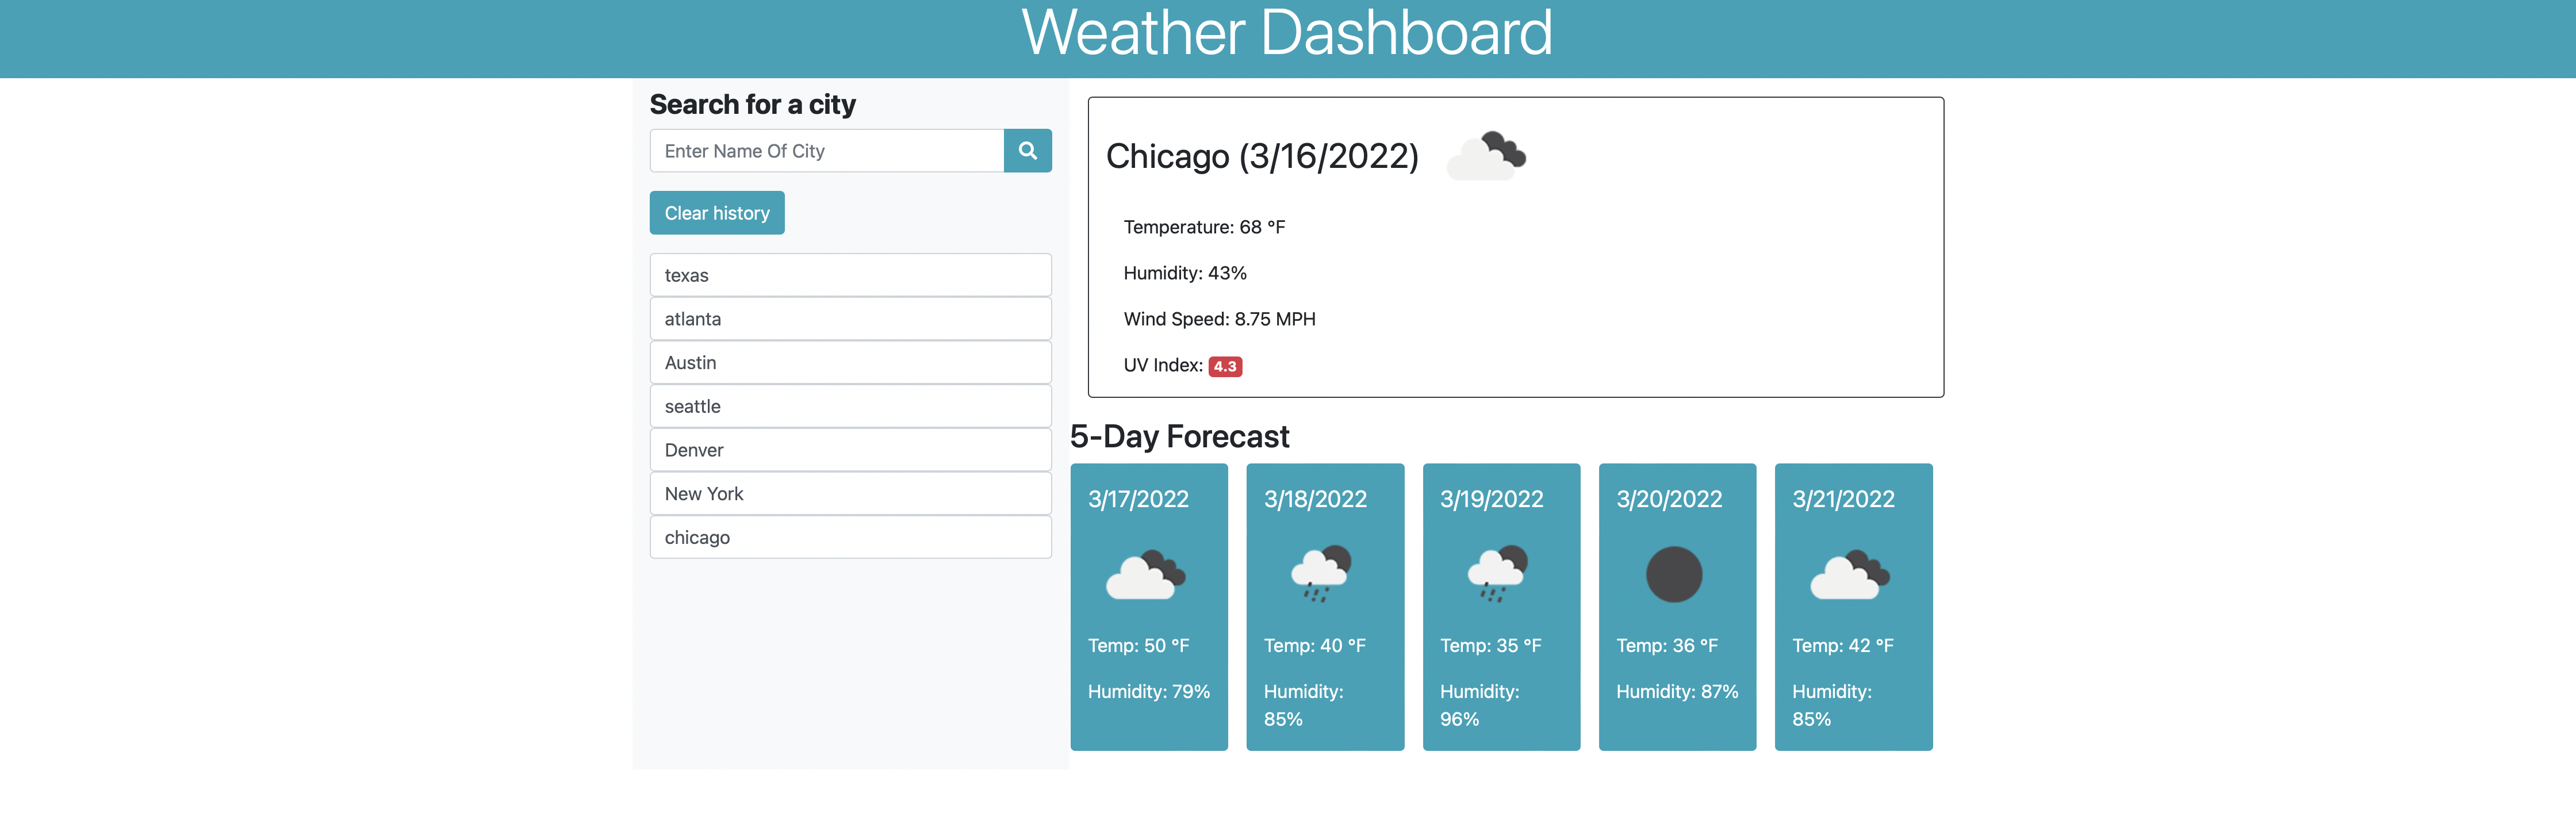 Weather Dashboard
Search for a city
Enter Name Of City
Clear history
texas
atlanta
Austin
seattle
Denver
New York
chicago
Chicago (3/16/2022)
Temperature: 68 °F
Humidity: 43%
Wind Speed: 8.75 MPH
UV Index: 4.3
5-Day Forecast
3/17/2022
Temp: 50 °F
Humidity: 79%
3/18/2022
Temp: 40 °F
Humidity:
85%
3/19/2022
Temp: 35 °F
Humidity:
96%
3/20/2022
Temp: 36 °F
Humidity: 87%
3/21/2022
Temp: 42 °F
Humidity:
85%